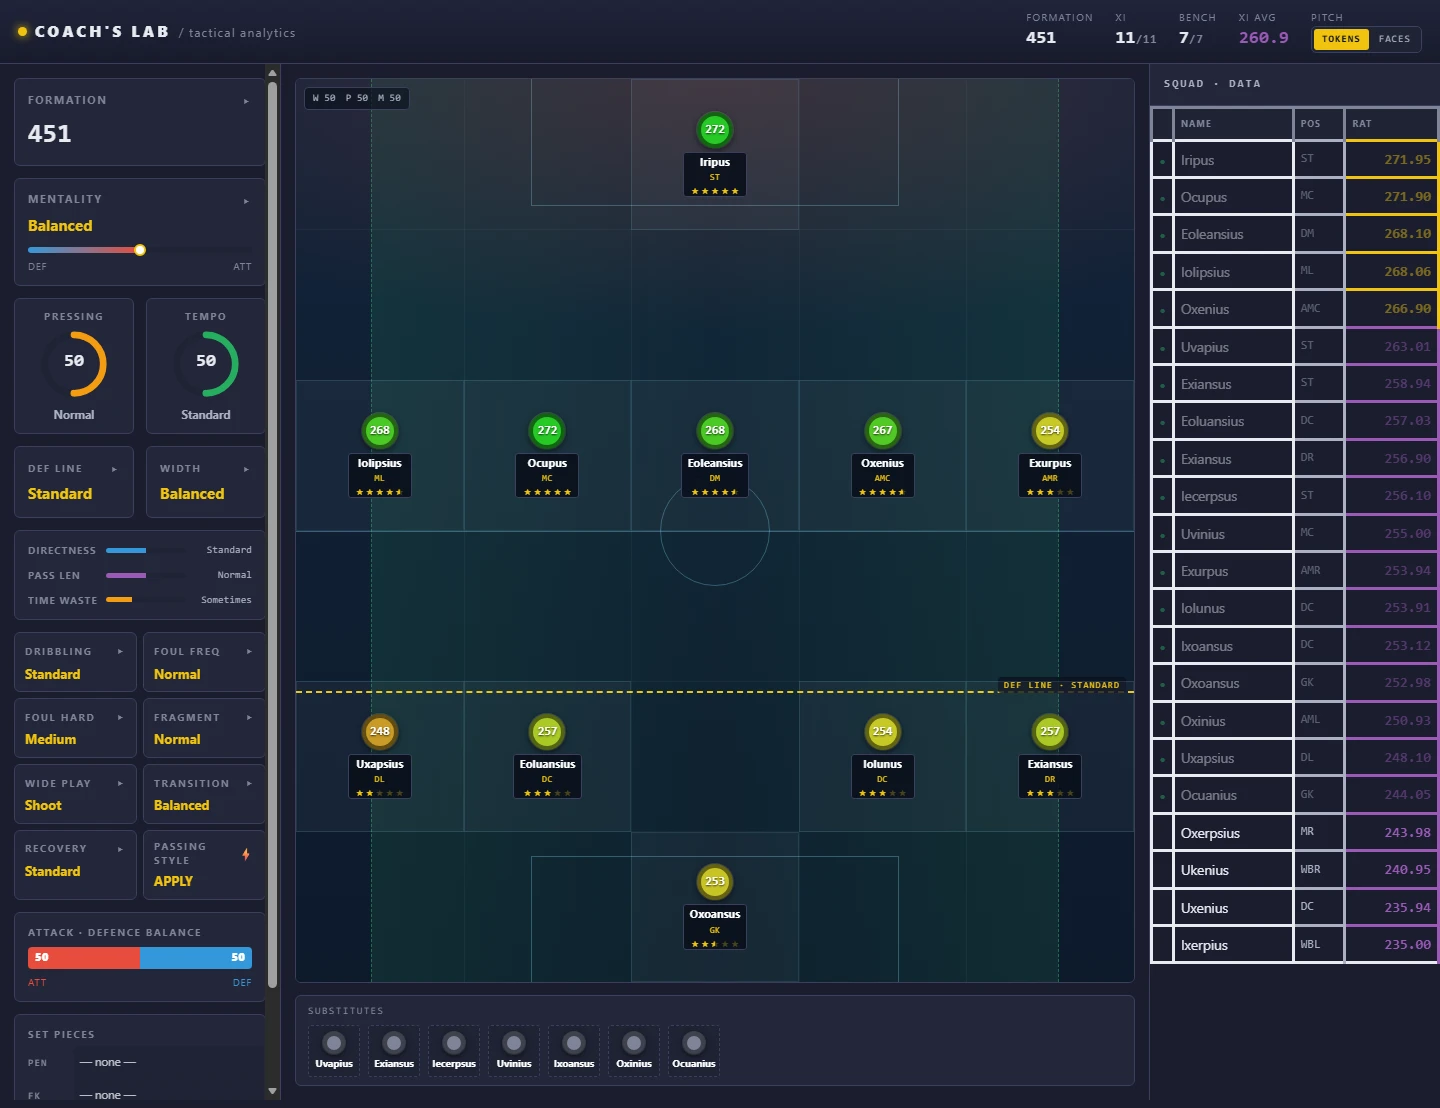 COACH'S LAB / tactical analytics
FORMATION
451
XI
11/11
BENCH
7/7
XI AVG
260.9
PITCH
TOKENS FACES
FORMATION
451
MENTALITY
Balanced
DEF ATT
PRESSING
50
Normal
TEMPO
50
Standard
DEF LINE
Standard
WIDTH
Balanced
DIRECTNESS Standard
PASS LEN Normal
TIME WASTE Sometimes
DRIBBLING
Standard
FOUL FREQ
Normal
FOUL HARD
Medium
FRAGMENT
Normal
WIDE PLAY
Shoot
TRANSITION
Balanced
RECOVERY
Standard
PASSING
STYLE
APPLY
ATTACK · DEFENCE BALANCE
50 50
ATT DEF
SET PIECES
PEN — none —
FK — none —
W 50 P 50 M 50
272
Iripus
ST
268
Iolipsius
ML
272
Ocupus
MC
268
Eoleansius
DM
267
Oxenius
AMC
254
Exurpus
AMR
DEF LINE · STANDARD
248
Uxapsius
DL
257
Eoluansius
DC
254
Iolunus
DC
257
Exiansus
DR
253
Oxoansus
GK
SUBSTITUTES
Uvapius
Exiansus
Iecerpsus
Uvinius
Ixoansus
Oxinius
Ocuanius
SQUAD · DATA
NAME POS RAT
Iripus ST 271.95
Ocupus MC 271.90
Eoleansius DM 268.10
Iolipsius ML 268.06
Oxenius AMC 266.90
Uvapius ST 263.01
Exiansus ST 258.94
Eoluansius DC 257.03
Exiansus DR 256.90
Iecerpsus ST 256.10
Uvinius MC 255.00
Exurpus AMR 253.94
Iolunus DC 253.91
Ixoansus DC 253.12
Oxoansus GK 252.98
Oxinius AML 250.93
Uxapsius DL 248.10
Ocuanius GK 244.05
Oxerpsius MR 243.98
Ukenius WBR 240.95
Uxenius DC 235.94
Ixerpius WBL 235.00